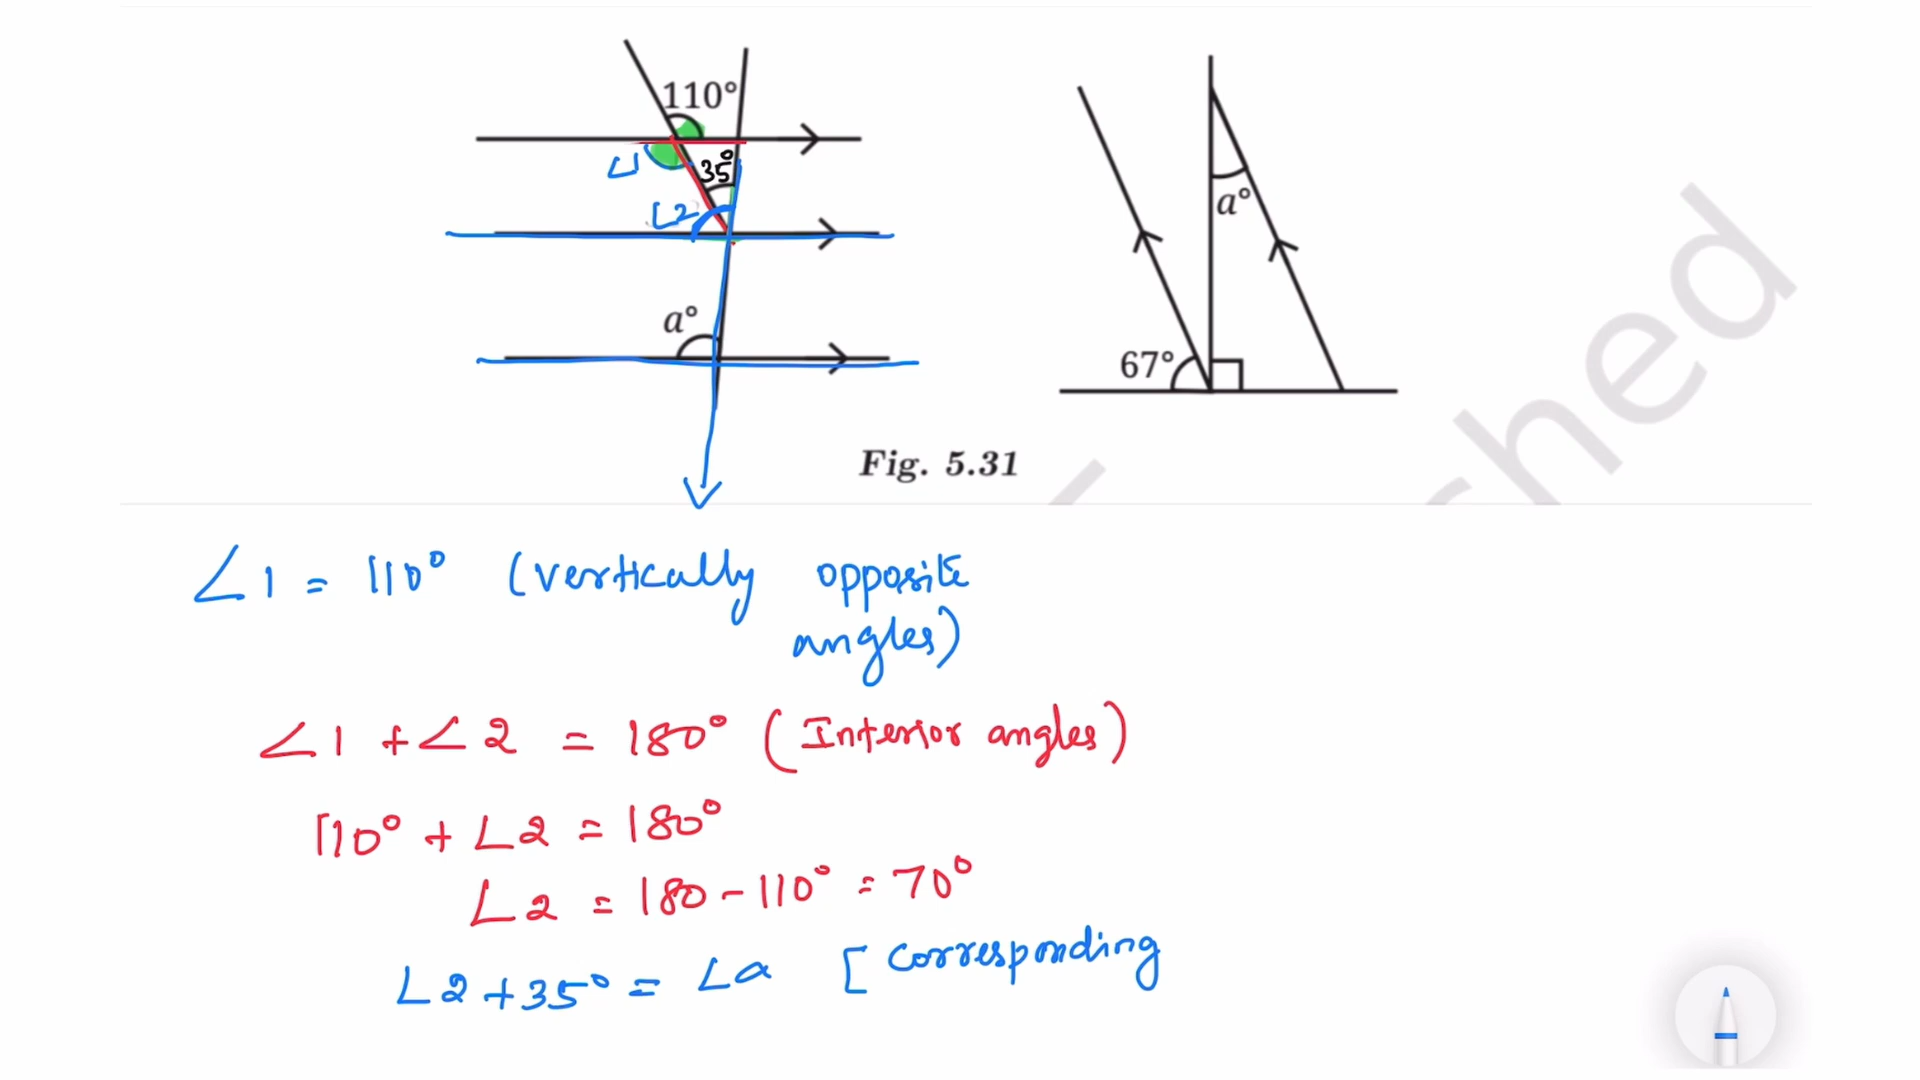 110°
35°
∠1
∠2
a°
a°
67°
Fig. 5.31
shed
∠1 = 110° (vertically opposite
angles)
∠1 + ∠2 = 180° (Interior angles)
110° + ∠2 = 180°
∠2 = 180 - 110° = 70°
∠2 + 35° = ∠a [corresponding